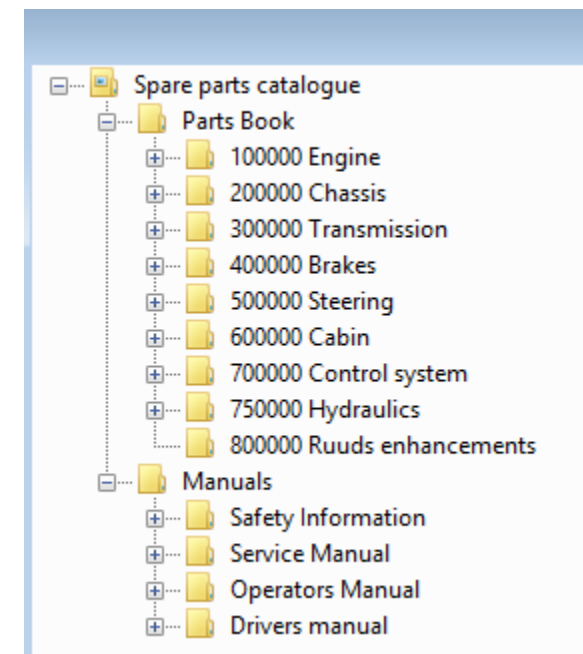 Spare parts catalogue
Parts Book
100000 Engine
200000 Chassis
300000 Transmission
400000 Brakes
500000 Steering
600000 Cabin
700000 Control system
750000 Hydraulics
800000 Ruuds enhancements
Manuals
Safety Information
Service Manual
Operators Manual
Drivers manual